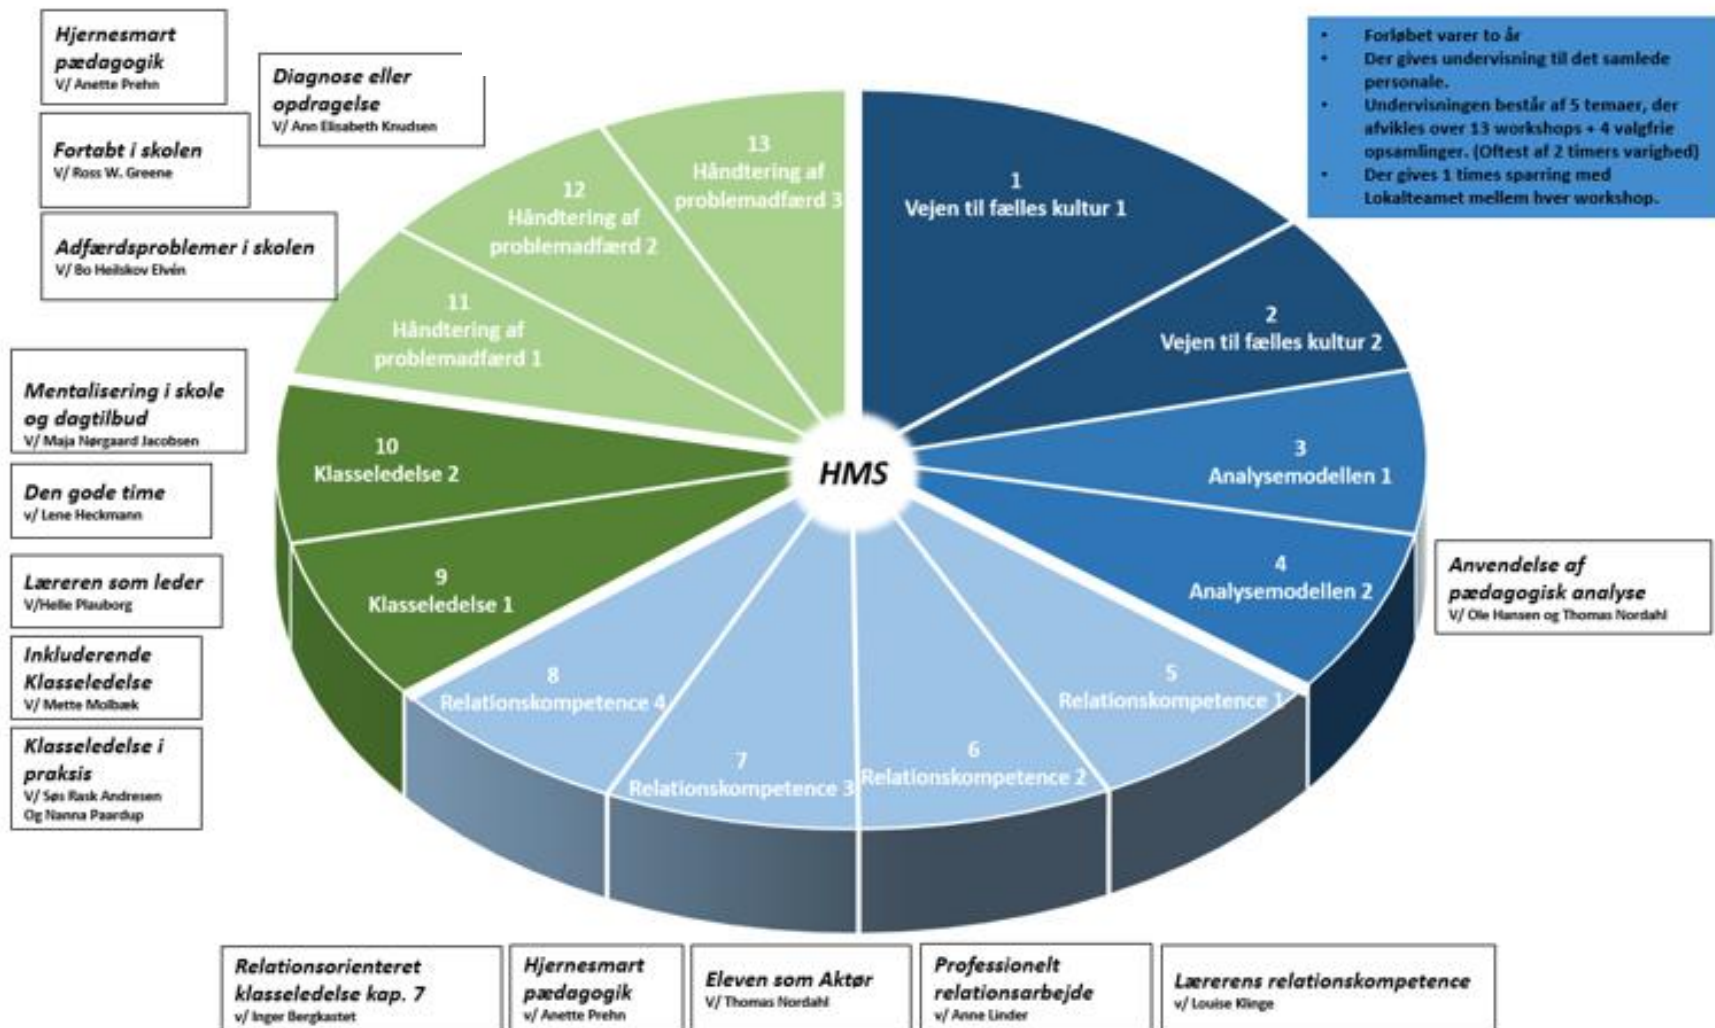 Hjernesmart
pædagogik
V/ Anette Prehn
Diagnose eller
opdragelse
V/ Ann Elisabeth Knudsen
Fortabt i skolen
V/ Ross W. Greene
Adfærdsproblemer i skolen
V/ Bo Heilskov Elvén
• Forløbet varer to år
• Der gives undervisning til det samlede
personale.
• Undervisningen består af 5 temaer, der
afvikles over 13 workshops + 4 valgfrie
opsamlinger. (Oftest af 2 timers varighed)
• Der gives 1 times sparring med
Lokalteamet mellem hver workshop.
1
Vejen til fælles kultur 1
2
Vejen til fælles kultur 2
3
Analysemodellen 1
4
Analysemodellen 2
5
Relationskompetence 1
6
Relationskompetence 2
7
Relationskompetence 3
8
Relationskompetence 4
9
Klasseledelse 1
10
Klasseledelse 2
11
Håndtering af
problemadfærd 1
12
Håndtering af
problemadfærd 2
13
Håndtering af
problemadfærd 3
HMS
Mentalisering i skole
og dagtilbud
V/ Maja Nørgaard Jacobsen
Den gode time
v/ Lene Heckmann
Læreren som leder
V/Helle Plauborg
Inkluderende
Klasseledelse
V/ Mette Molbæk
Klasseledelse i
praksis
V/ Søs Rask Andresen
Og Nanna Paardup
Anvendelse af
pædagogisk analyse
V/ Ole Hansen og Thomas Nordahl
Relationsorienteret
klasseledelse kap. 7
v/ Inger Bergkastet
Hjernesmart
pædagogik
v/ Anette Prehn
Eleven som Aktør
V/ Thomas Nordahl
Professionelt
relationsarbejde
v/ Anne Linder
Lærerens relationskompetence
v/ Louise Klinge